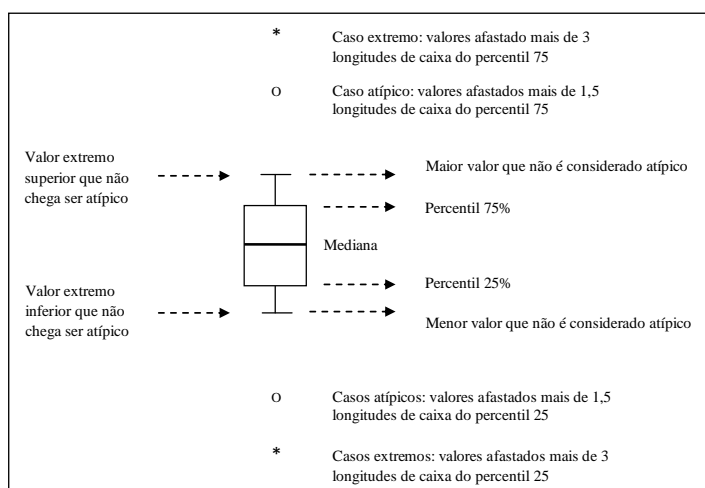 * Caso extremo: valores afastado mais de 3
longitudes de caixa do percentil 75
O Caso atípico: valores afastados mais de 1,5
longitudes de caixa do percentil 75
Valor extremo
superior que não
chega ser atípico
Maior valor que não é considerado atípico
Percentil 75%
Mediana
Percentil 25%
Valor extremo
inferior que não
chega ser atípico
Menor valor que não é considerado atípico
O Casos atípicos: valores afastados mais de 1,5
longitudes de caixa do percentil 25
* Casos extremos: valores afastados mais de 3
longitudes de caixa do percentil 25